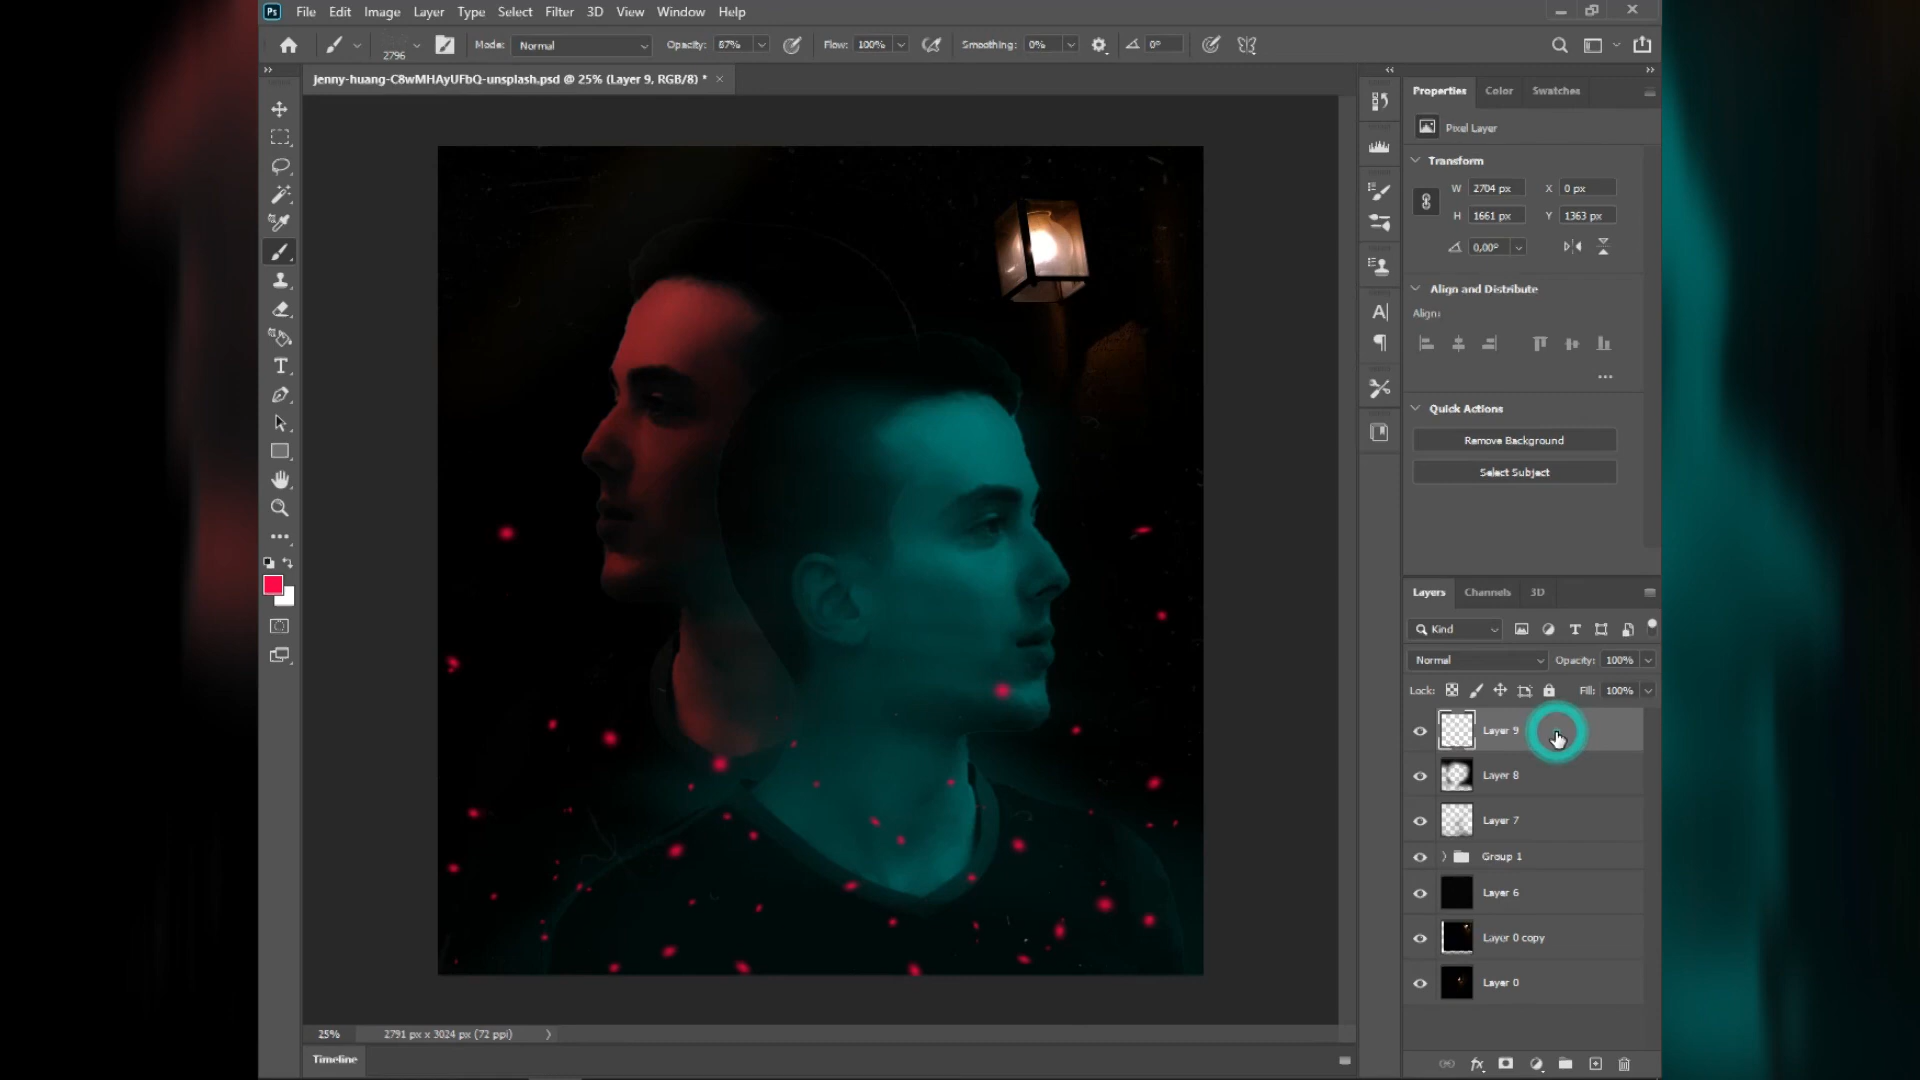 Ps File Edit Image Layer Type Select Filter 3D View Window Help
2796 Mode: Normal Opacity: 87% Flow: 100% Smoothing: 0% 0°
jenny-huang-C8wMHAyUFbQ-unsplash.psd @ 25% (Layer 9, RGB/8) * ×
Properties Color Swatches
Pixel Layer
Transform
W 2704 px X 0 px
H 1661 px Y 1363 px
0,00°
Align and Distribute
Align:
Quick Actions
Remove Background
Select Subject
Layers Channels 3D
Kind
Normal Opacity: 100%
Lock: Fill: 100%
Layer 9
Layer 8
Layer 7
Group 1
Layer 6
Layer 0 copy
Layer 0
fx
25% 2791 px x 3024 px (72 ppi)
Timeline